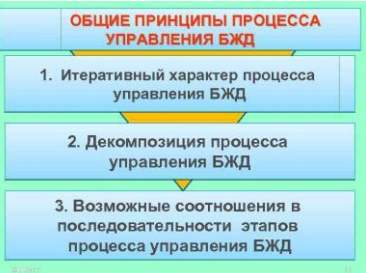 ОБЩИЕ ПРИНЦИПЫ ПРОЦЕССА
УПРАВЛЕНИЯ БЖД
1. Итеративный характер процесса
управления БЖД
2. Декомпозиция процесса
управления БЖД
3. Возможные соотношения в
последовательности этапов
процесса управления БЖД